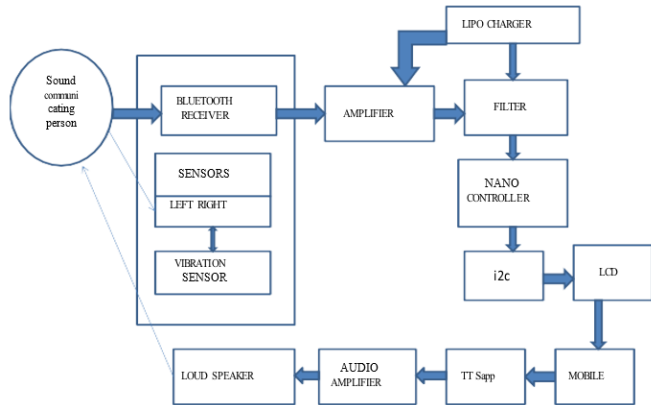 LIPO CHARGER
Sound
communi
cating
person
BLUETOOTH
RECEIVER
AMPLIFIER
FILTER
SENSORS
LEFT RIGHT
NANO
CONTROLLER
VIBRATION
SENSOR
i2c
LCD
LOUD SPEAKER
AUDIO
AMPLIFIER
TT Sapp
MOBILE